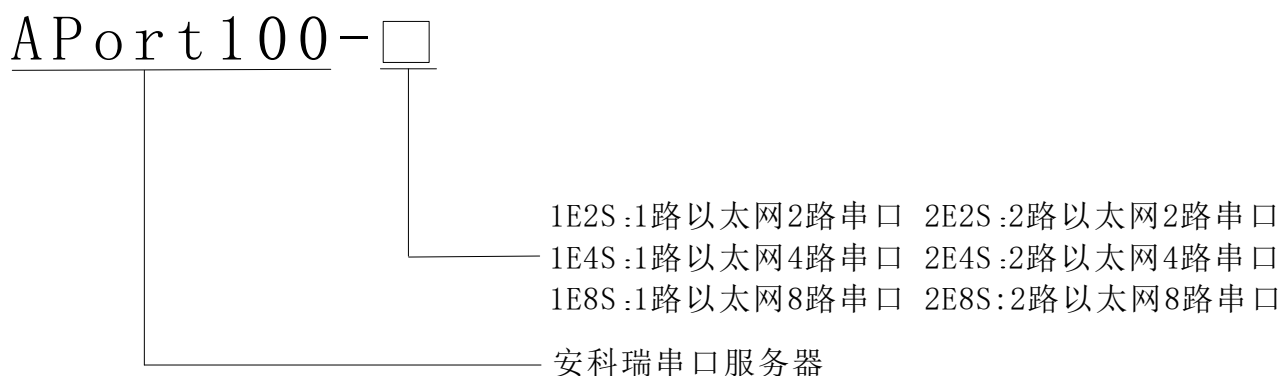 APort100-□
1E2S:1路以太网2路串口 2E2S:2路以太网2路串口
1E4S:1路以太网4路串口 2E4S:2路以太网4路串口
1E8S:1路以太网8路串口 2E8S:2路以太网8路串口
安科瑞串口服务器